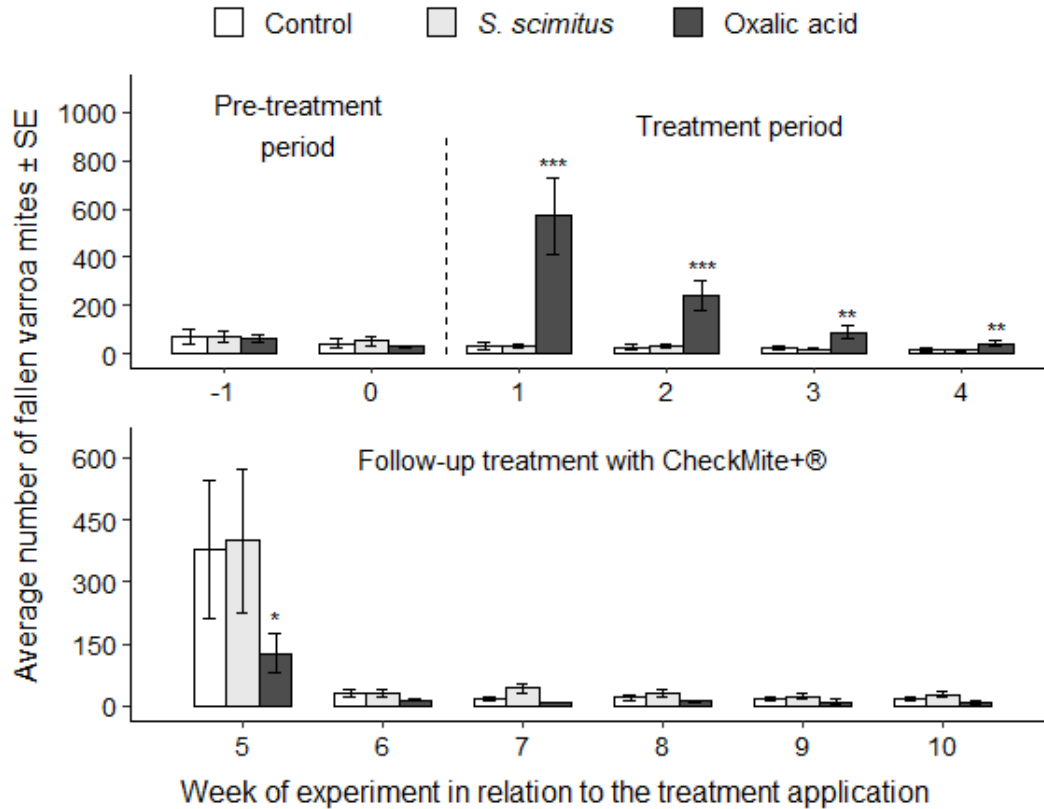 Control S. scimitus Oxalic acid
Average number of fallen varroa mites ± SE
Pre-treatment
period
Treatment period
1000
800
600
400
200
0
***
***
**
**
-1 0 1 2 3 4
Follow-up treatment with CheckMite+®
600
450
300
150
0
*
5 6 7 8 9 10
Week of experiment in relation to the treatment application